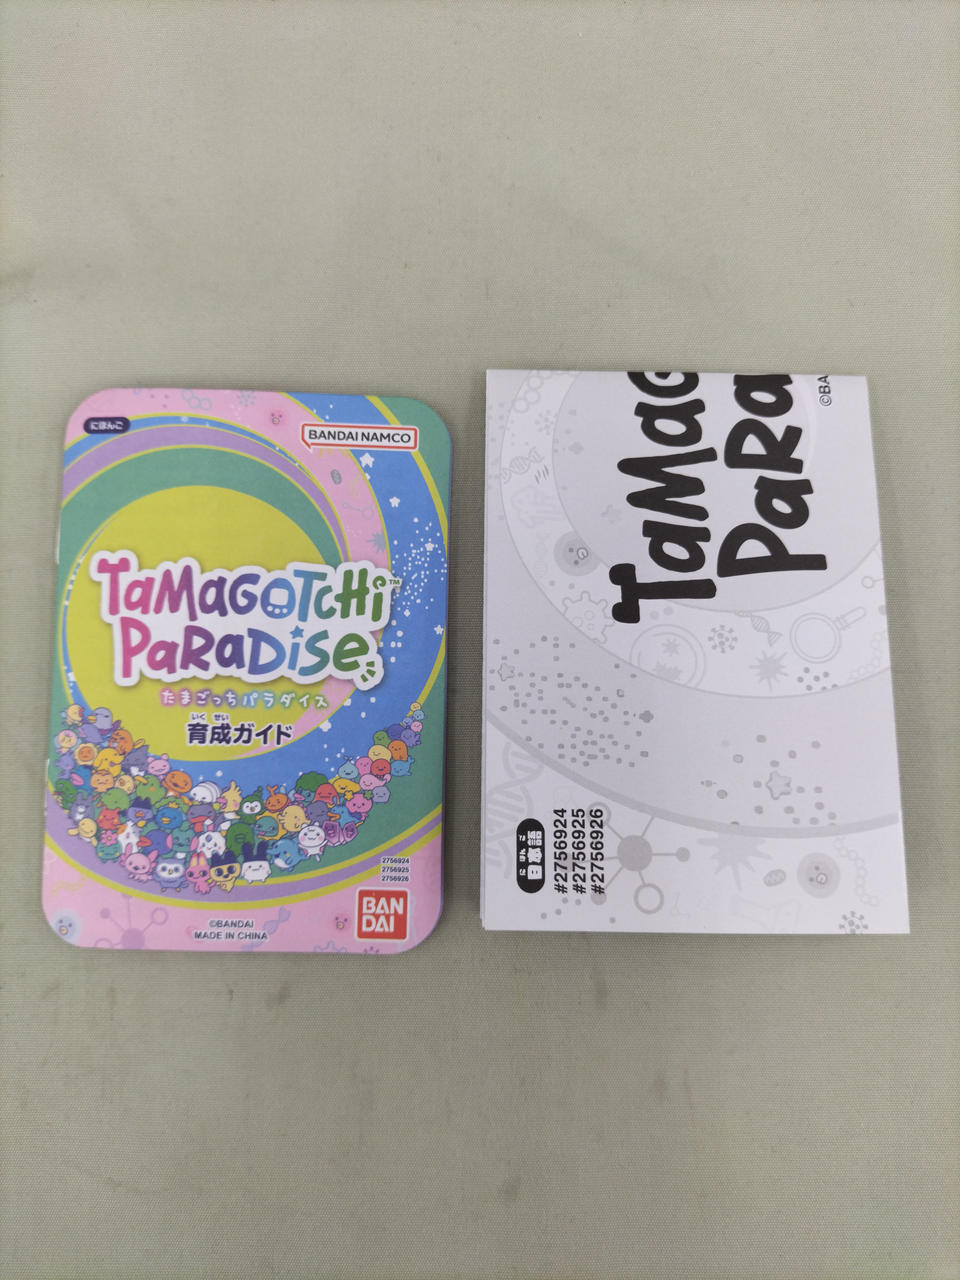 にほんご
BANDAI NAMCO
TAMAGOTCHI™
PARADISE
たまごっちパラダイス
いく せい
育成ガイド
2756924
2756925
2756926
©BANDAI
MADE IN CHINA
BAN
DAI
TAMAG
PARA
©BA
にほんご
日本語
#2756924
#2756925
#2756926